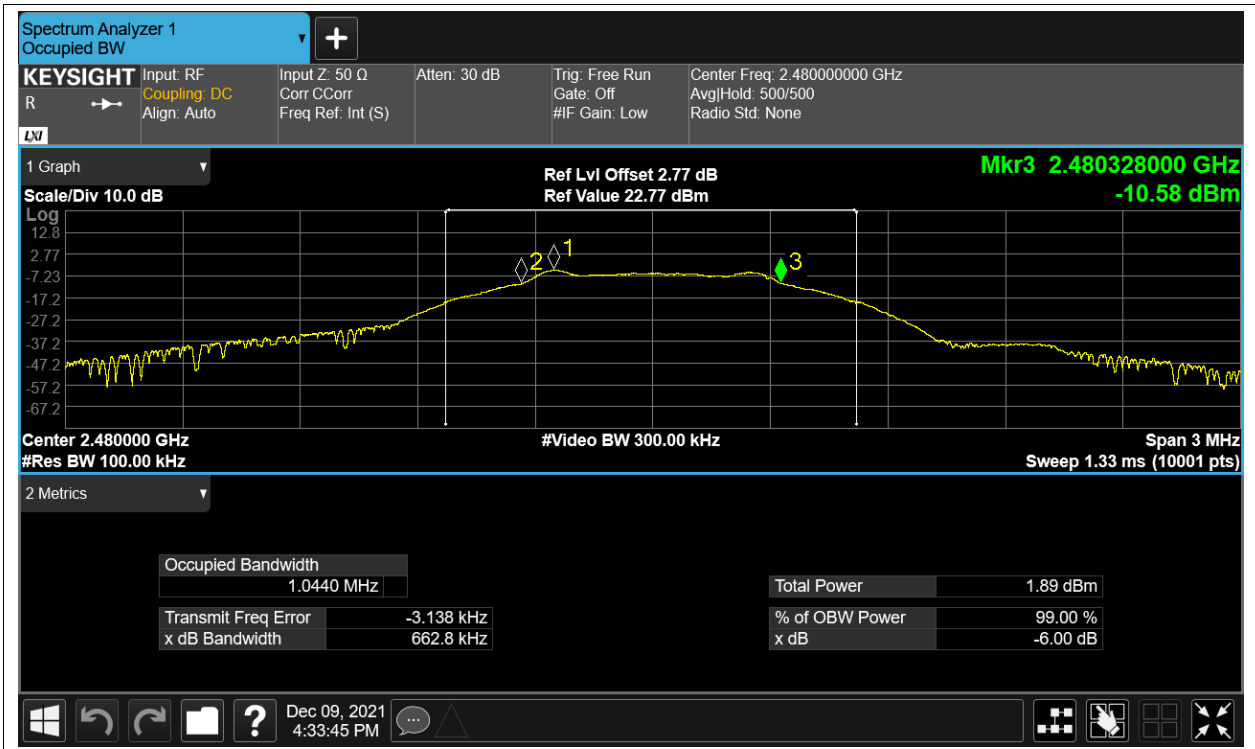 Spectrum Analyzer 1
Occupied BW
KEYSIGHT
R
LXI
Input: RF
Coupling: DC
Align: Auto
Input Z: 50 Ω
Corr CCorr
Freq Ref: Int (S)
Atten: 30 dB
Trig: Free Run
Gate: Off
#IF Gain: Low
Center Freq: 2.480000000 GHz
Avg|Hold: 500/500
Radio Std: None
1 Graph
Scale/Div 10.0 dB
Ref Lvl Offset 2.77 dB
Ref Value 22.77 dBm
Mkr3 2.480328000 GHz
-10.58 dBm
Log
12.8
2.77
-7.23
-17.2
-27.2
-37.2
-47.2
-57.2
-67.2
2
1
3
Center 2.480000 GHz
#Res BW 100.00 kHz
#Video BW 300.00 kHz
Span 3 MHz
Sweep 1.33 ms (10001 pts)
2 Metrics
Occupied Bandwidth
1.0440 MHz
Transmit Freq Error -3.138 kHz
x dB Bandwidth 662.8 kHz
Total Power 1.89 dBm
% of OBW Power 99.00 %
x dB -6.00 dB
?
Dec 09, 2021
4:33:45 PM